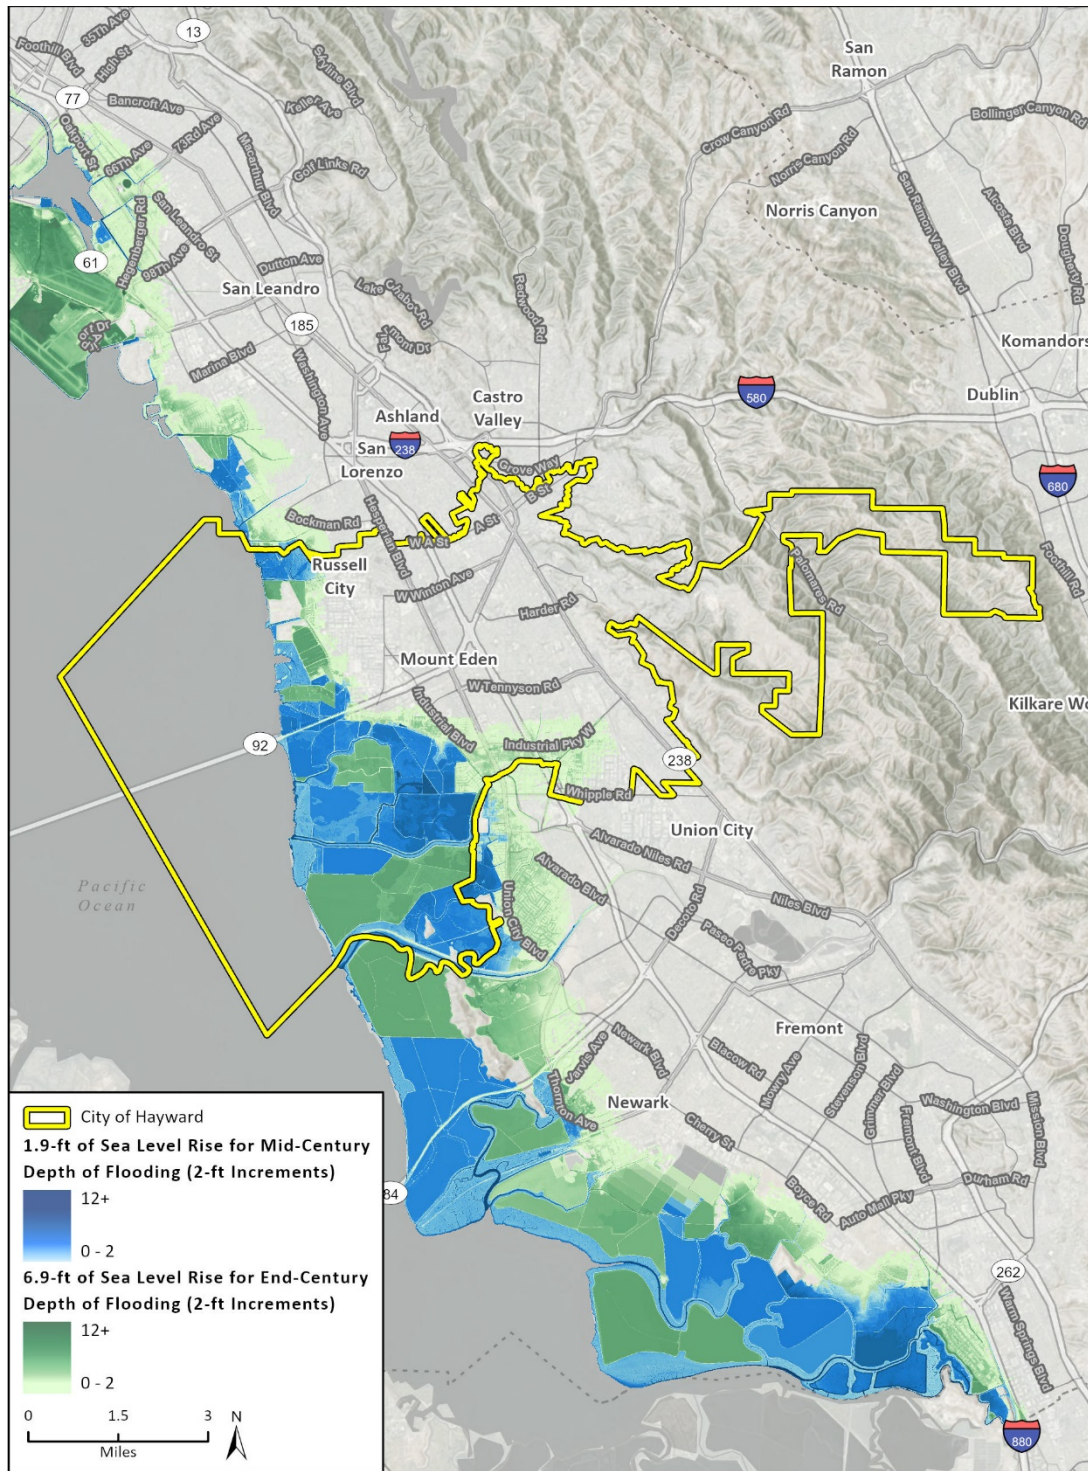 13
35Th Ave
Foothill Blvd
High St
Skyline Blvd
San
Ramon
77
Bancroft Ave
Keller Ave
Bollinger Canyon Rd
Oakport St
66Th Ave
73Rd Ave
Macarthur Blvd
Crow Canyon Rd
Norris Canyon Rd
Golf Links Rd
San Ramon Valley Blvd
Alcosta Blvd
Norris Canyon
Hegenberger Rd
San Leandro St
Dougherty Rd
61
98Th Ave
Dutton Ave
San Leandro
Lake Chabot Rd
Redwood Rd
185
Marina Blvd
Washington Ave
Komandors
Castro
Valley
580
Dublin
Ashland
238
San
Lorenzo
Grove Way
680
B St
Bockman Rd
Hesperian Blvd
A St
W A St
Russell
City
Foothill Rd
Palomares Rd
W Winton Ave
Harder Rd
Mount Eden
W Tennyson Rd
Industrial Blvd
Kilkare Wo
92
Industrial Pky W
238
Whipple Rd
Union City
Alvarado Niles Rd
Alvarado Blvd
Pacific
Ocean
Union City Blvd
Decoto Rd
Niles Blvd
Paseo Padre Pky
Fremont
Newark Blvd
Jarvis Ave
Blacow Rd
Mowry Ave
Stevenson Blvd
Grimmer Blvd
Thornton Ave
Newark
Washington Blvd
Cherry St
Fremont Blvd
Mission Blvd
Durham Rd
Boyce Rd
Auto Mall Pky
84
262
Warm Springs Blvd
880
City of Hayward
1.9-ft of Sea Level Rise for Mid-Century
Depth of Flooding (2-ft Increments)
12+
0 - 2
6.9-ft of Sea Level Rise for End-Century
Depth of Flooding (2-ft Increments)
12+
0 - 2
0 1.5 3
Miles
N